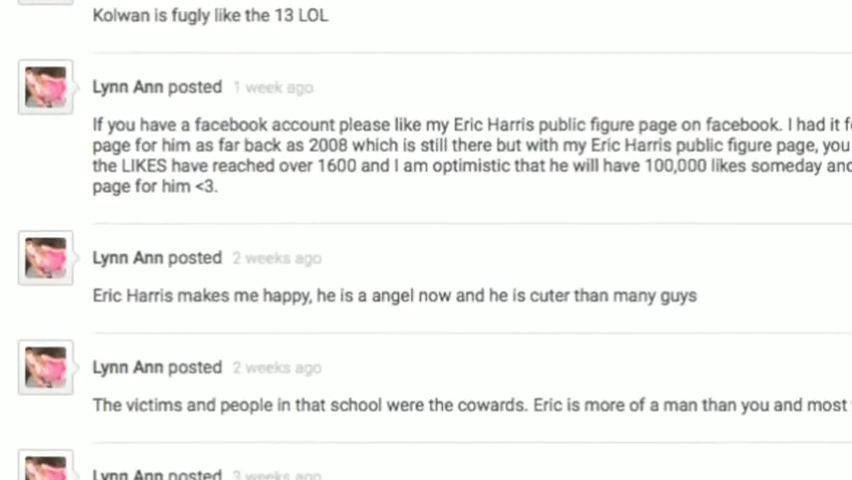 Kolwan is fugly like the 13 LOL
Lynn Ann posted 1 week ago
If you have a facebook account please like my Eric Harris public figure page on facebook. I had it
page for him as far back as 2008 which is still there but with my Eric Harris public figure page, you
the LIKES have reached over 1600 and I am optimistic that he will have 100,000 likes someday and
page for him <3.
Lynn Ann posted 2 weeks ago
Eric Harris makes me happy, he is a angel now and he is cuter than many guys
Lynn Ann posted 2 weeks ago
The victims and people in that school were the cowards. Eric is more of a man than you and most
Lynn Ann posted 3 weeks ago